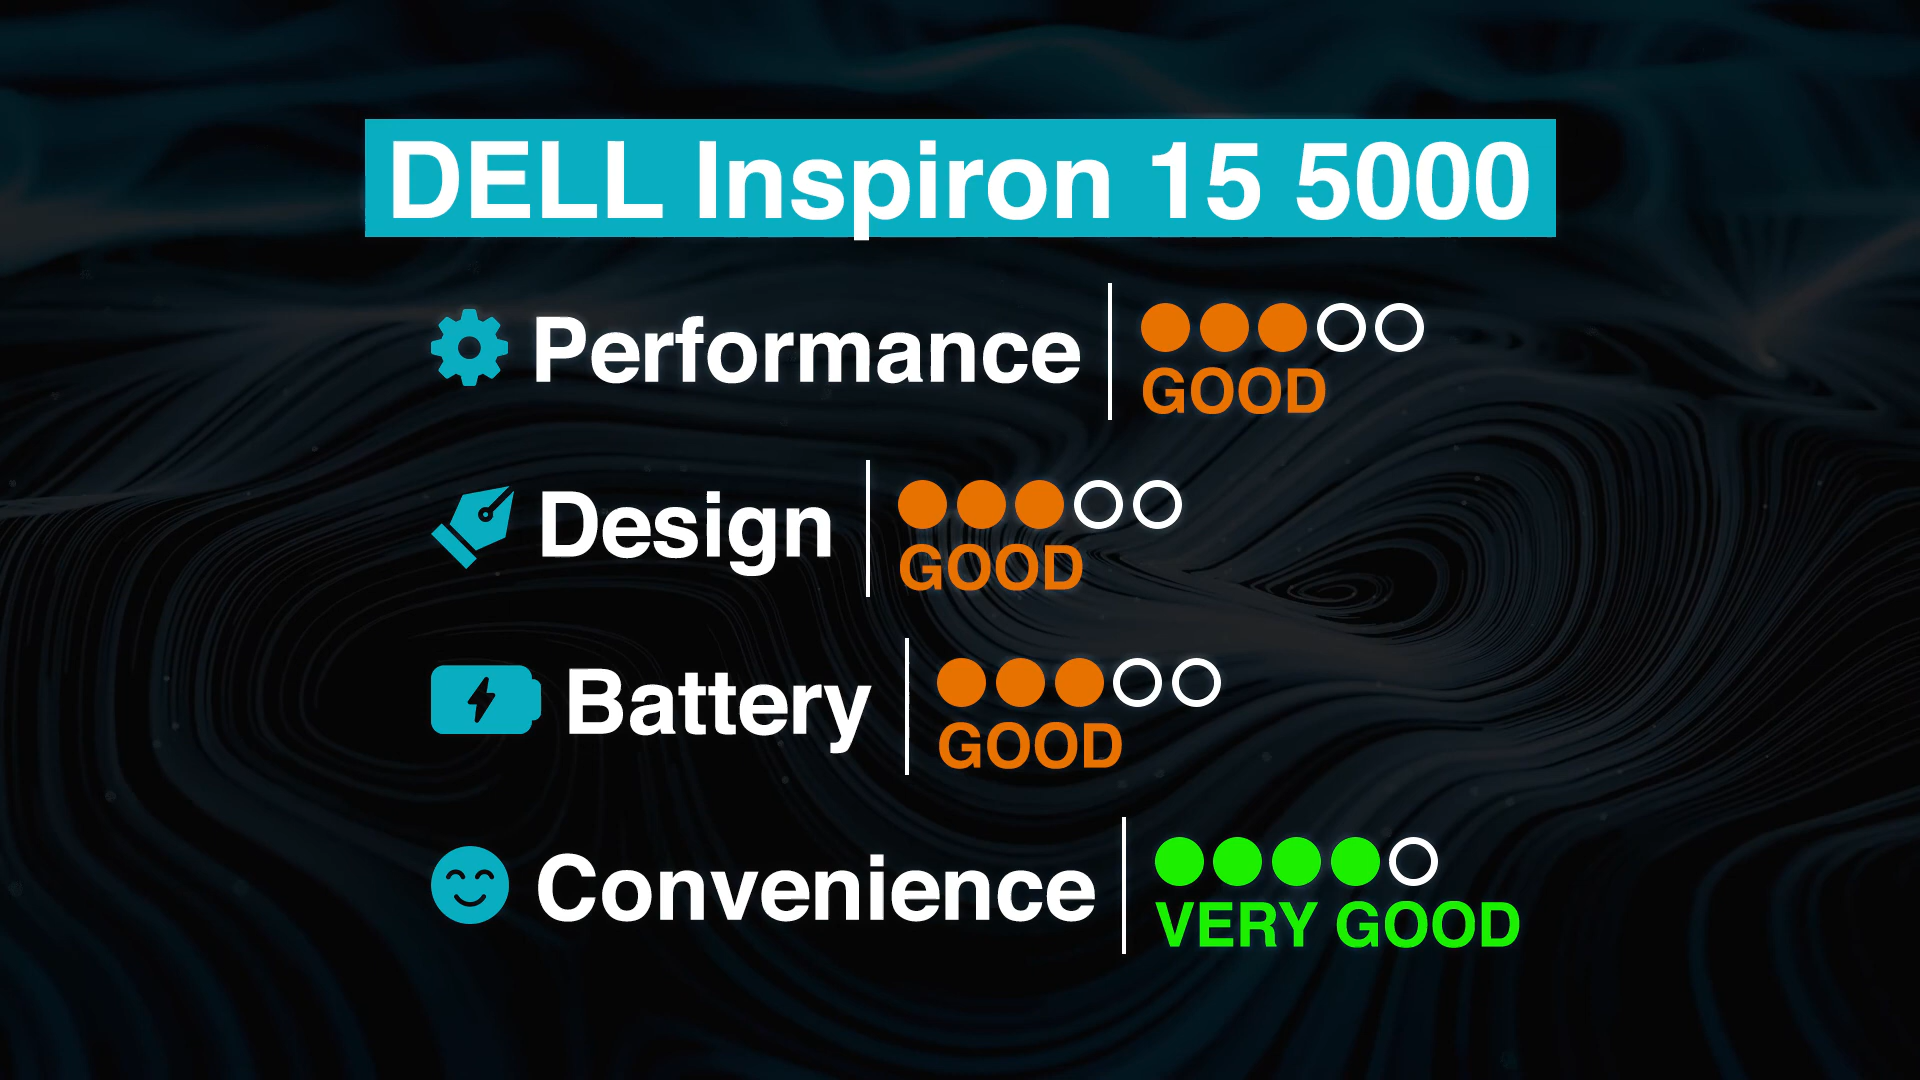 DELL Inspiron 15 5000
Performance
GOOD
Design
GOOD
Battery
GOOD
Convenience
VERY GOOD